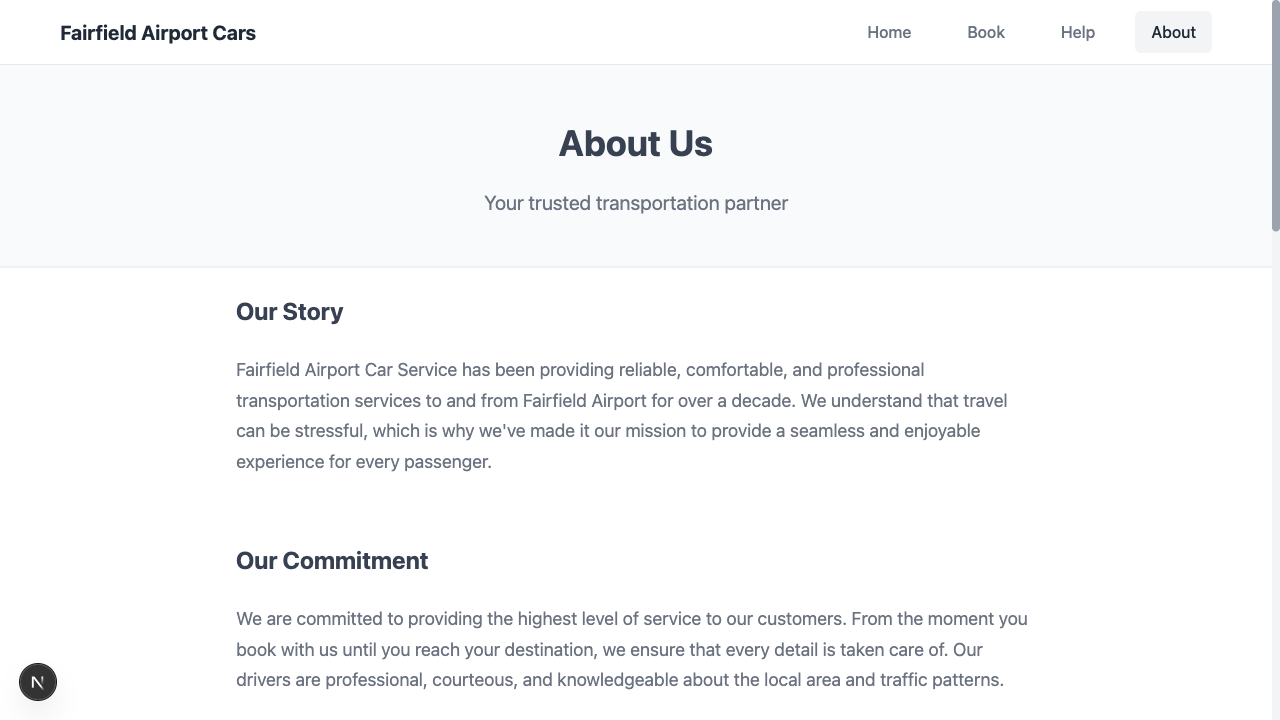 Fairfield Airport Cars
Home
Book
Help
About
About Us
Your trusted transportation partner
Our Story
Fairfield Airport Car Service has been providing reliable, comfortable, and professional
transportation services to and from Fairfield Airport for over a decade. We understand that travel
can be stressful, which is why we've made it our mission to provide a seamless and enjoyable
experience for every passenger.
Our Commitment
We are committed to providing the highest level of service to our customers. From the moment you
book with us until you reach your destination, we ensure that every detail is taken care of. Our
drivers are professional, courteous, and knowledgeable about the local area and traffic patterns.
N